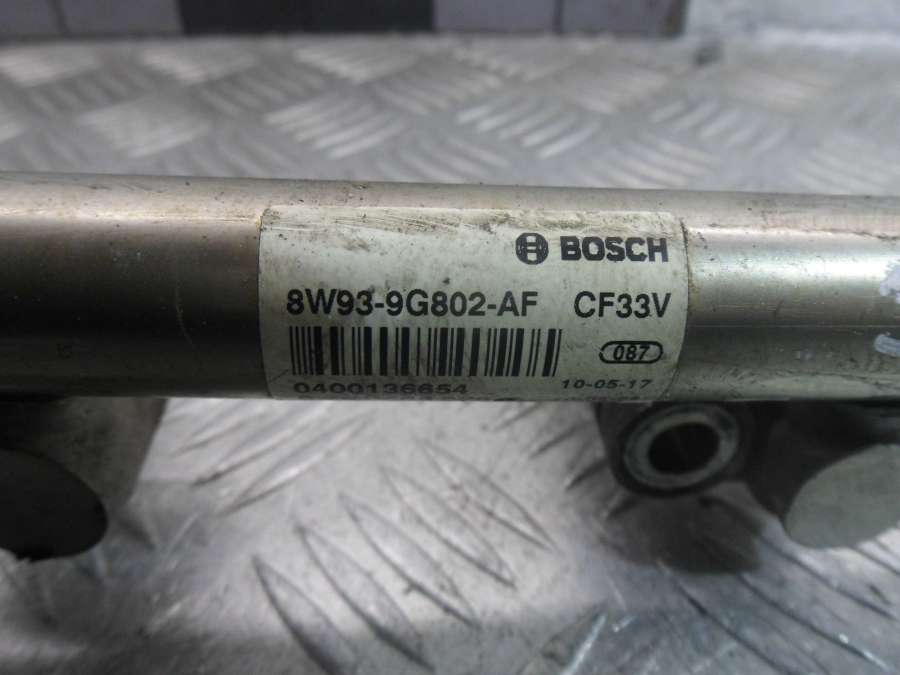 BOSCH
8W93-9G802-AF CF33V
087
0400136654 10-05-17